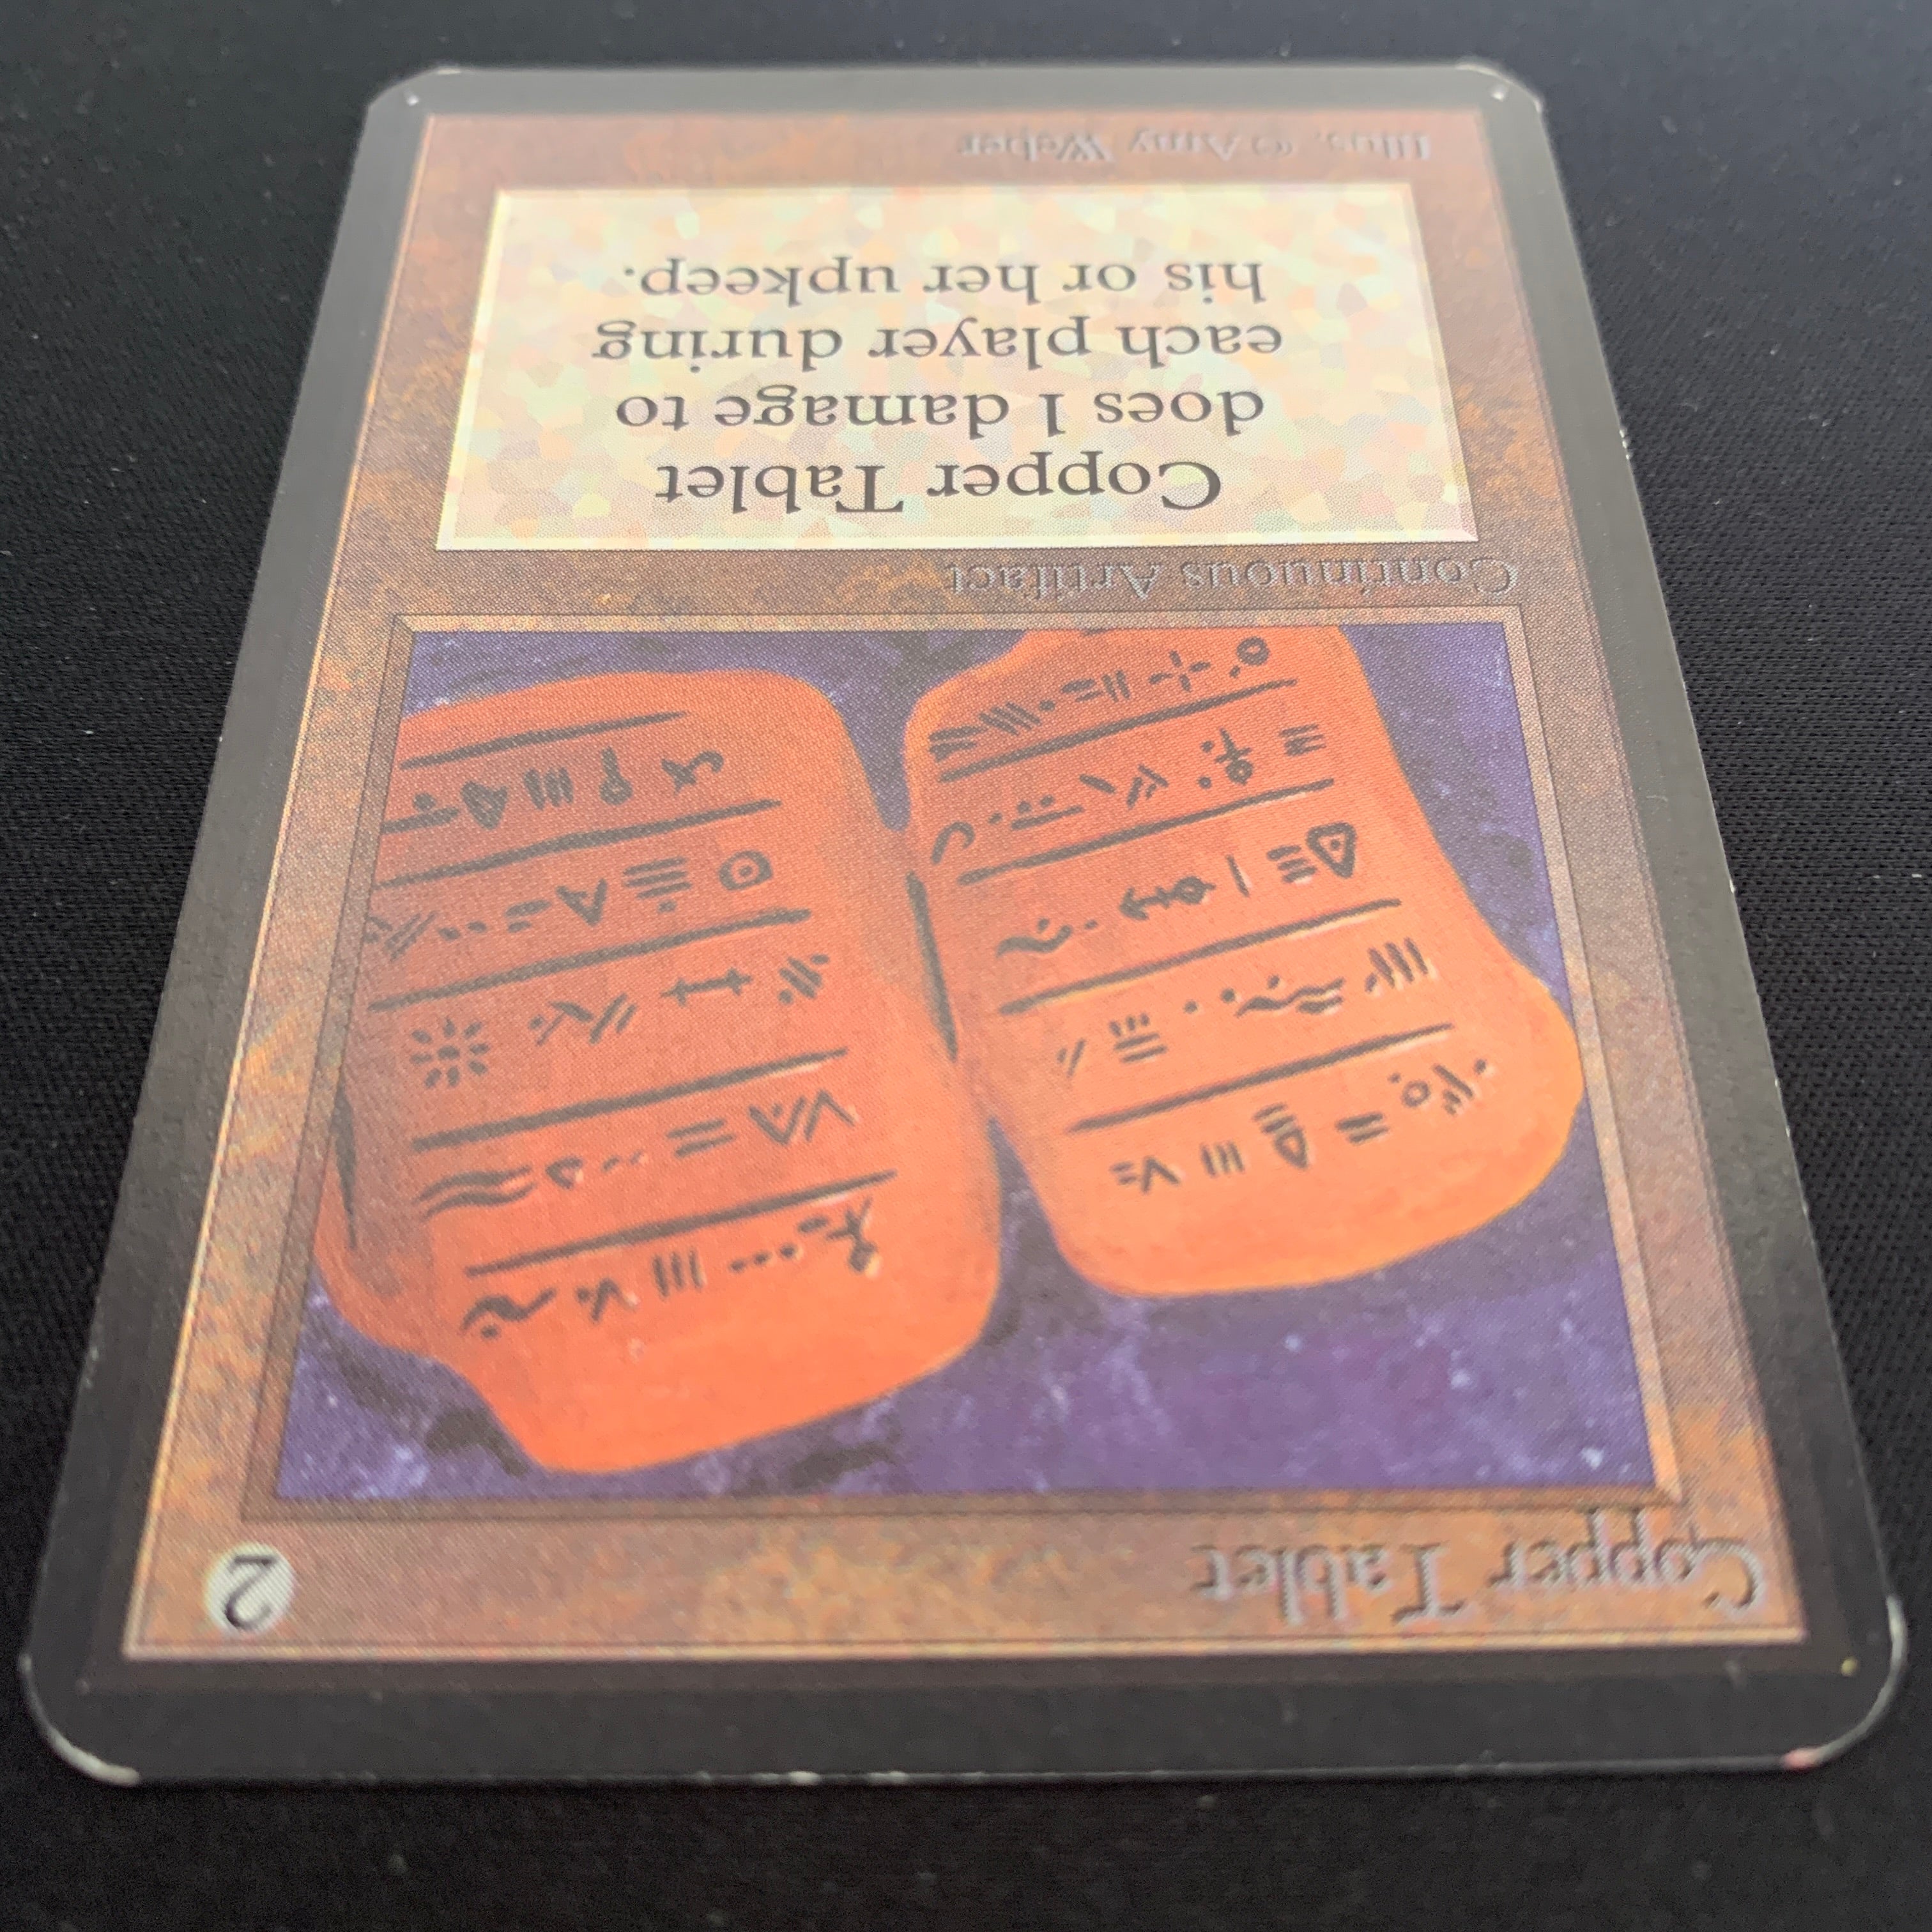 Copper Tablet
2
Continuous Artifact
Copper Tablet
does 1 damage to
each player during
his or her upkeep.
Illus. © Amy Weber